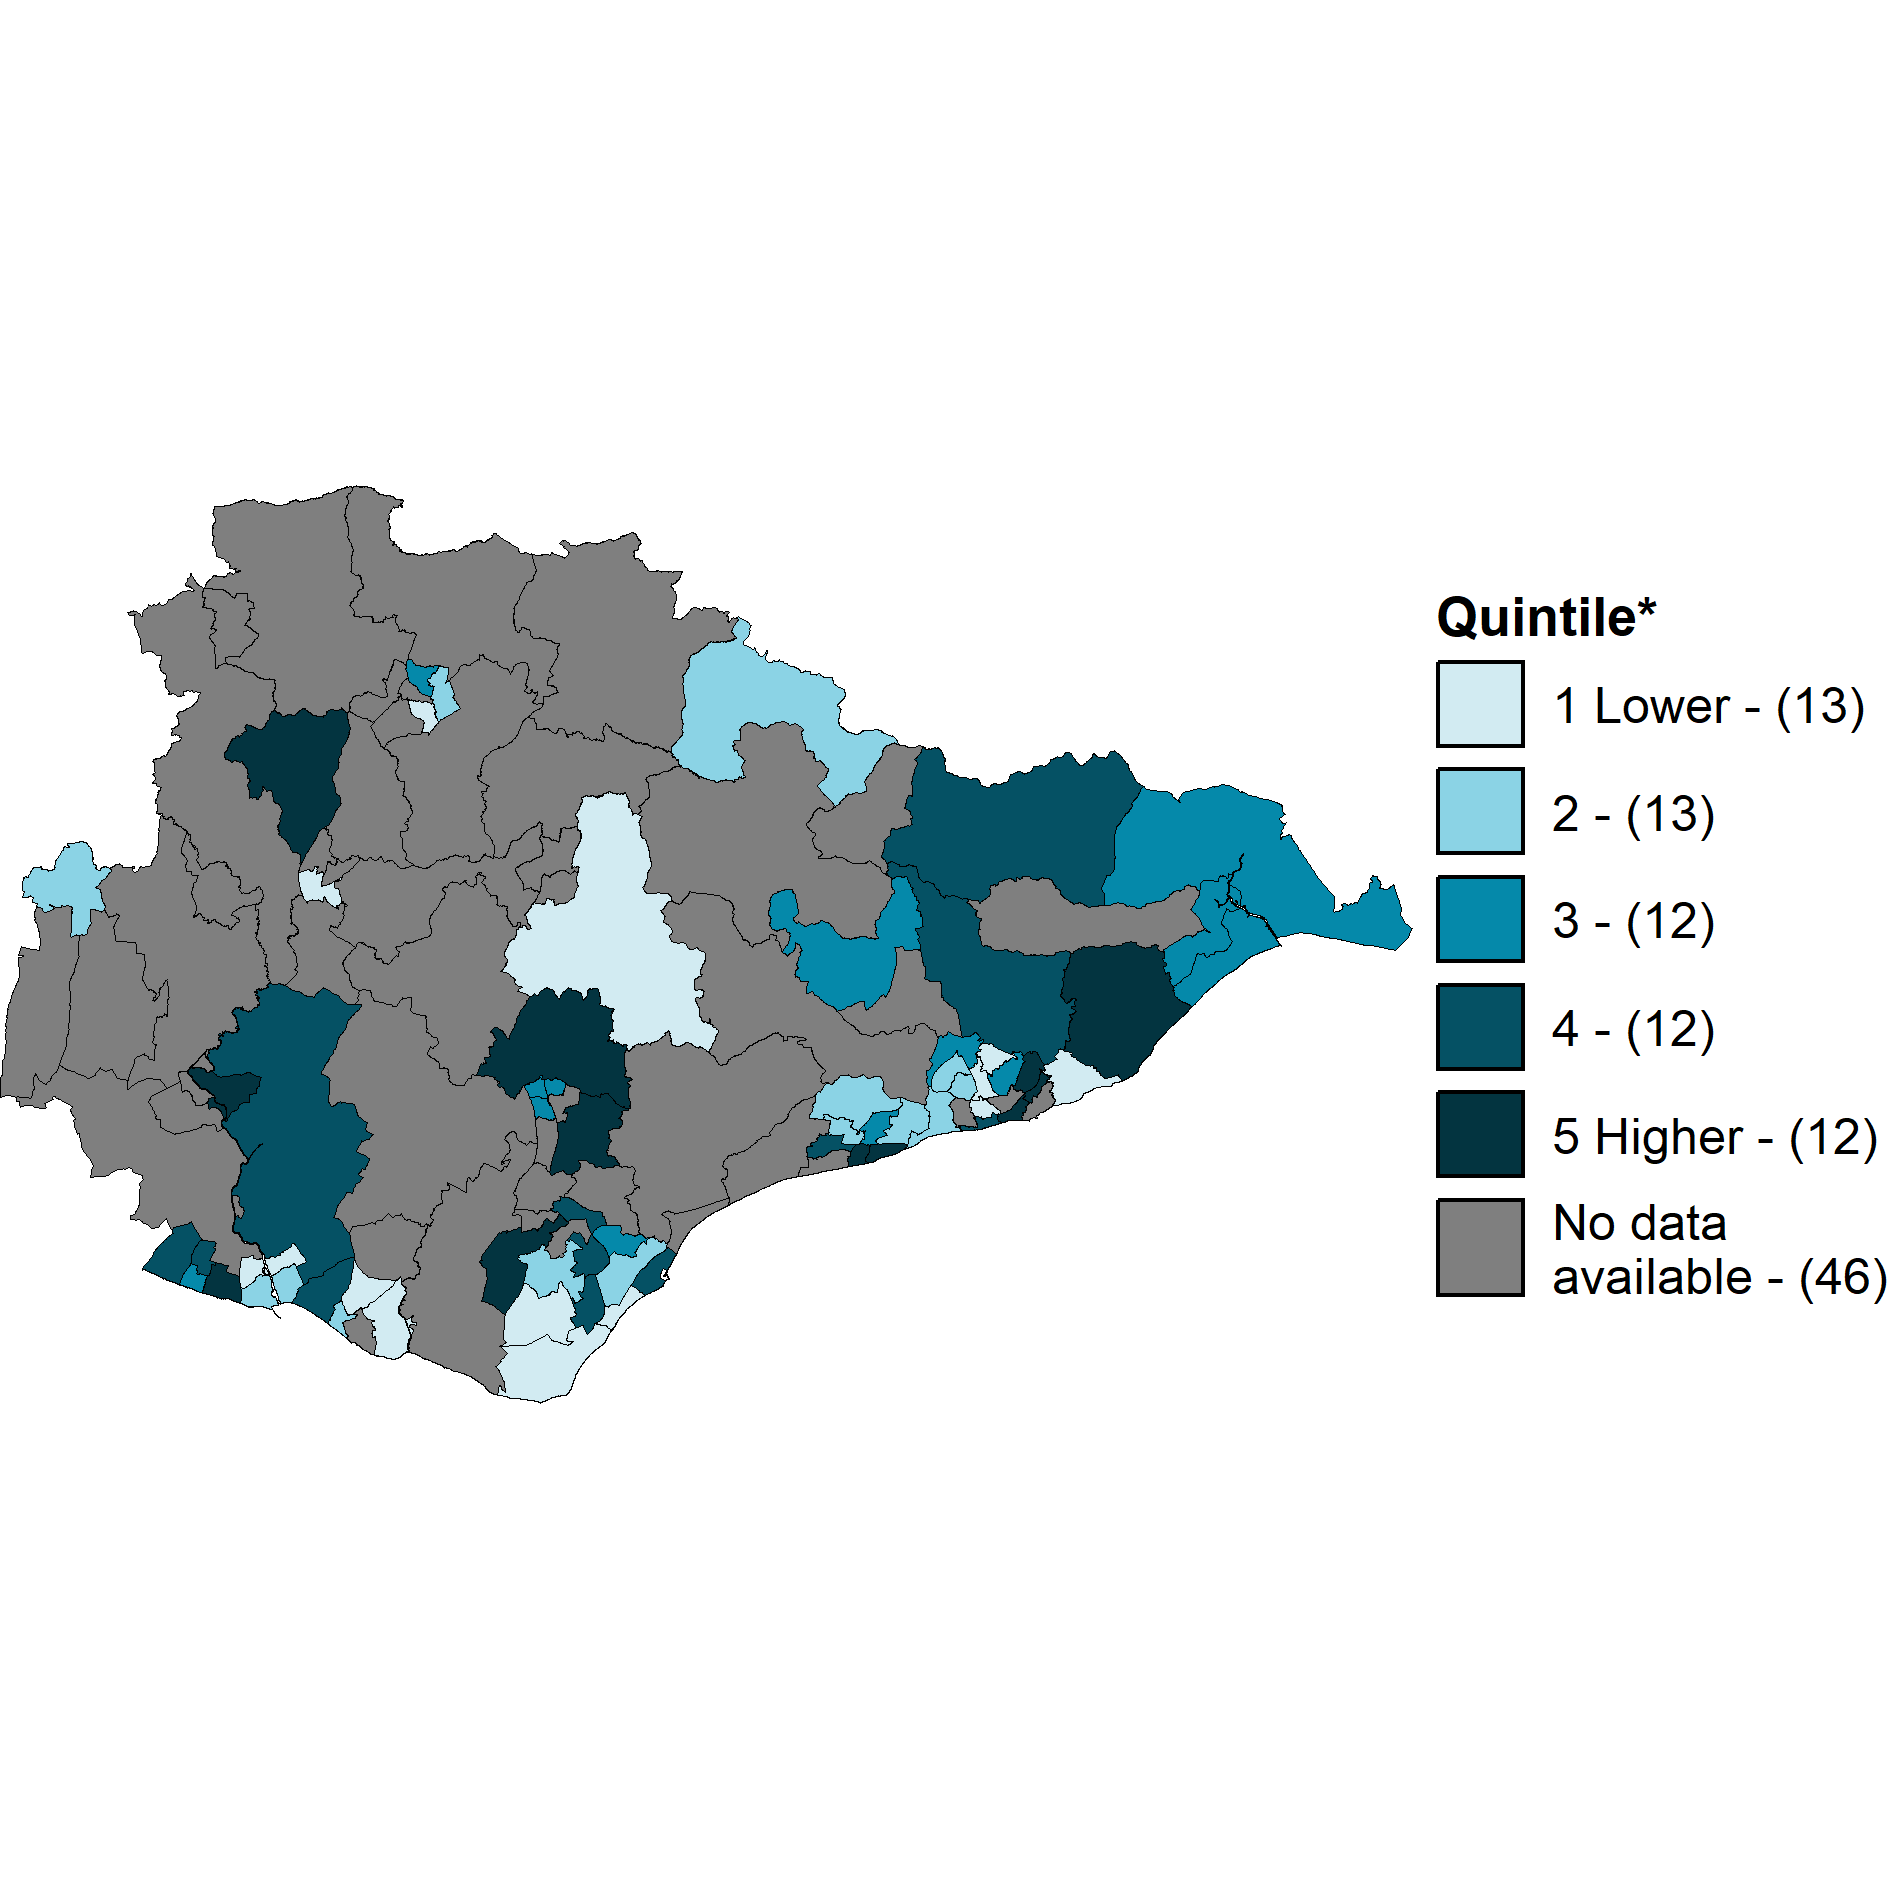 Quintile*
1 Lower - (13)
2 - (13)
3 - (12)
4 - (12)
5 Higher - (12)
No data
available - (46)